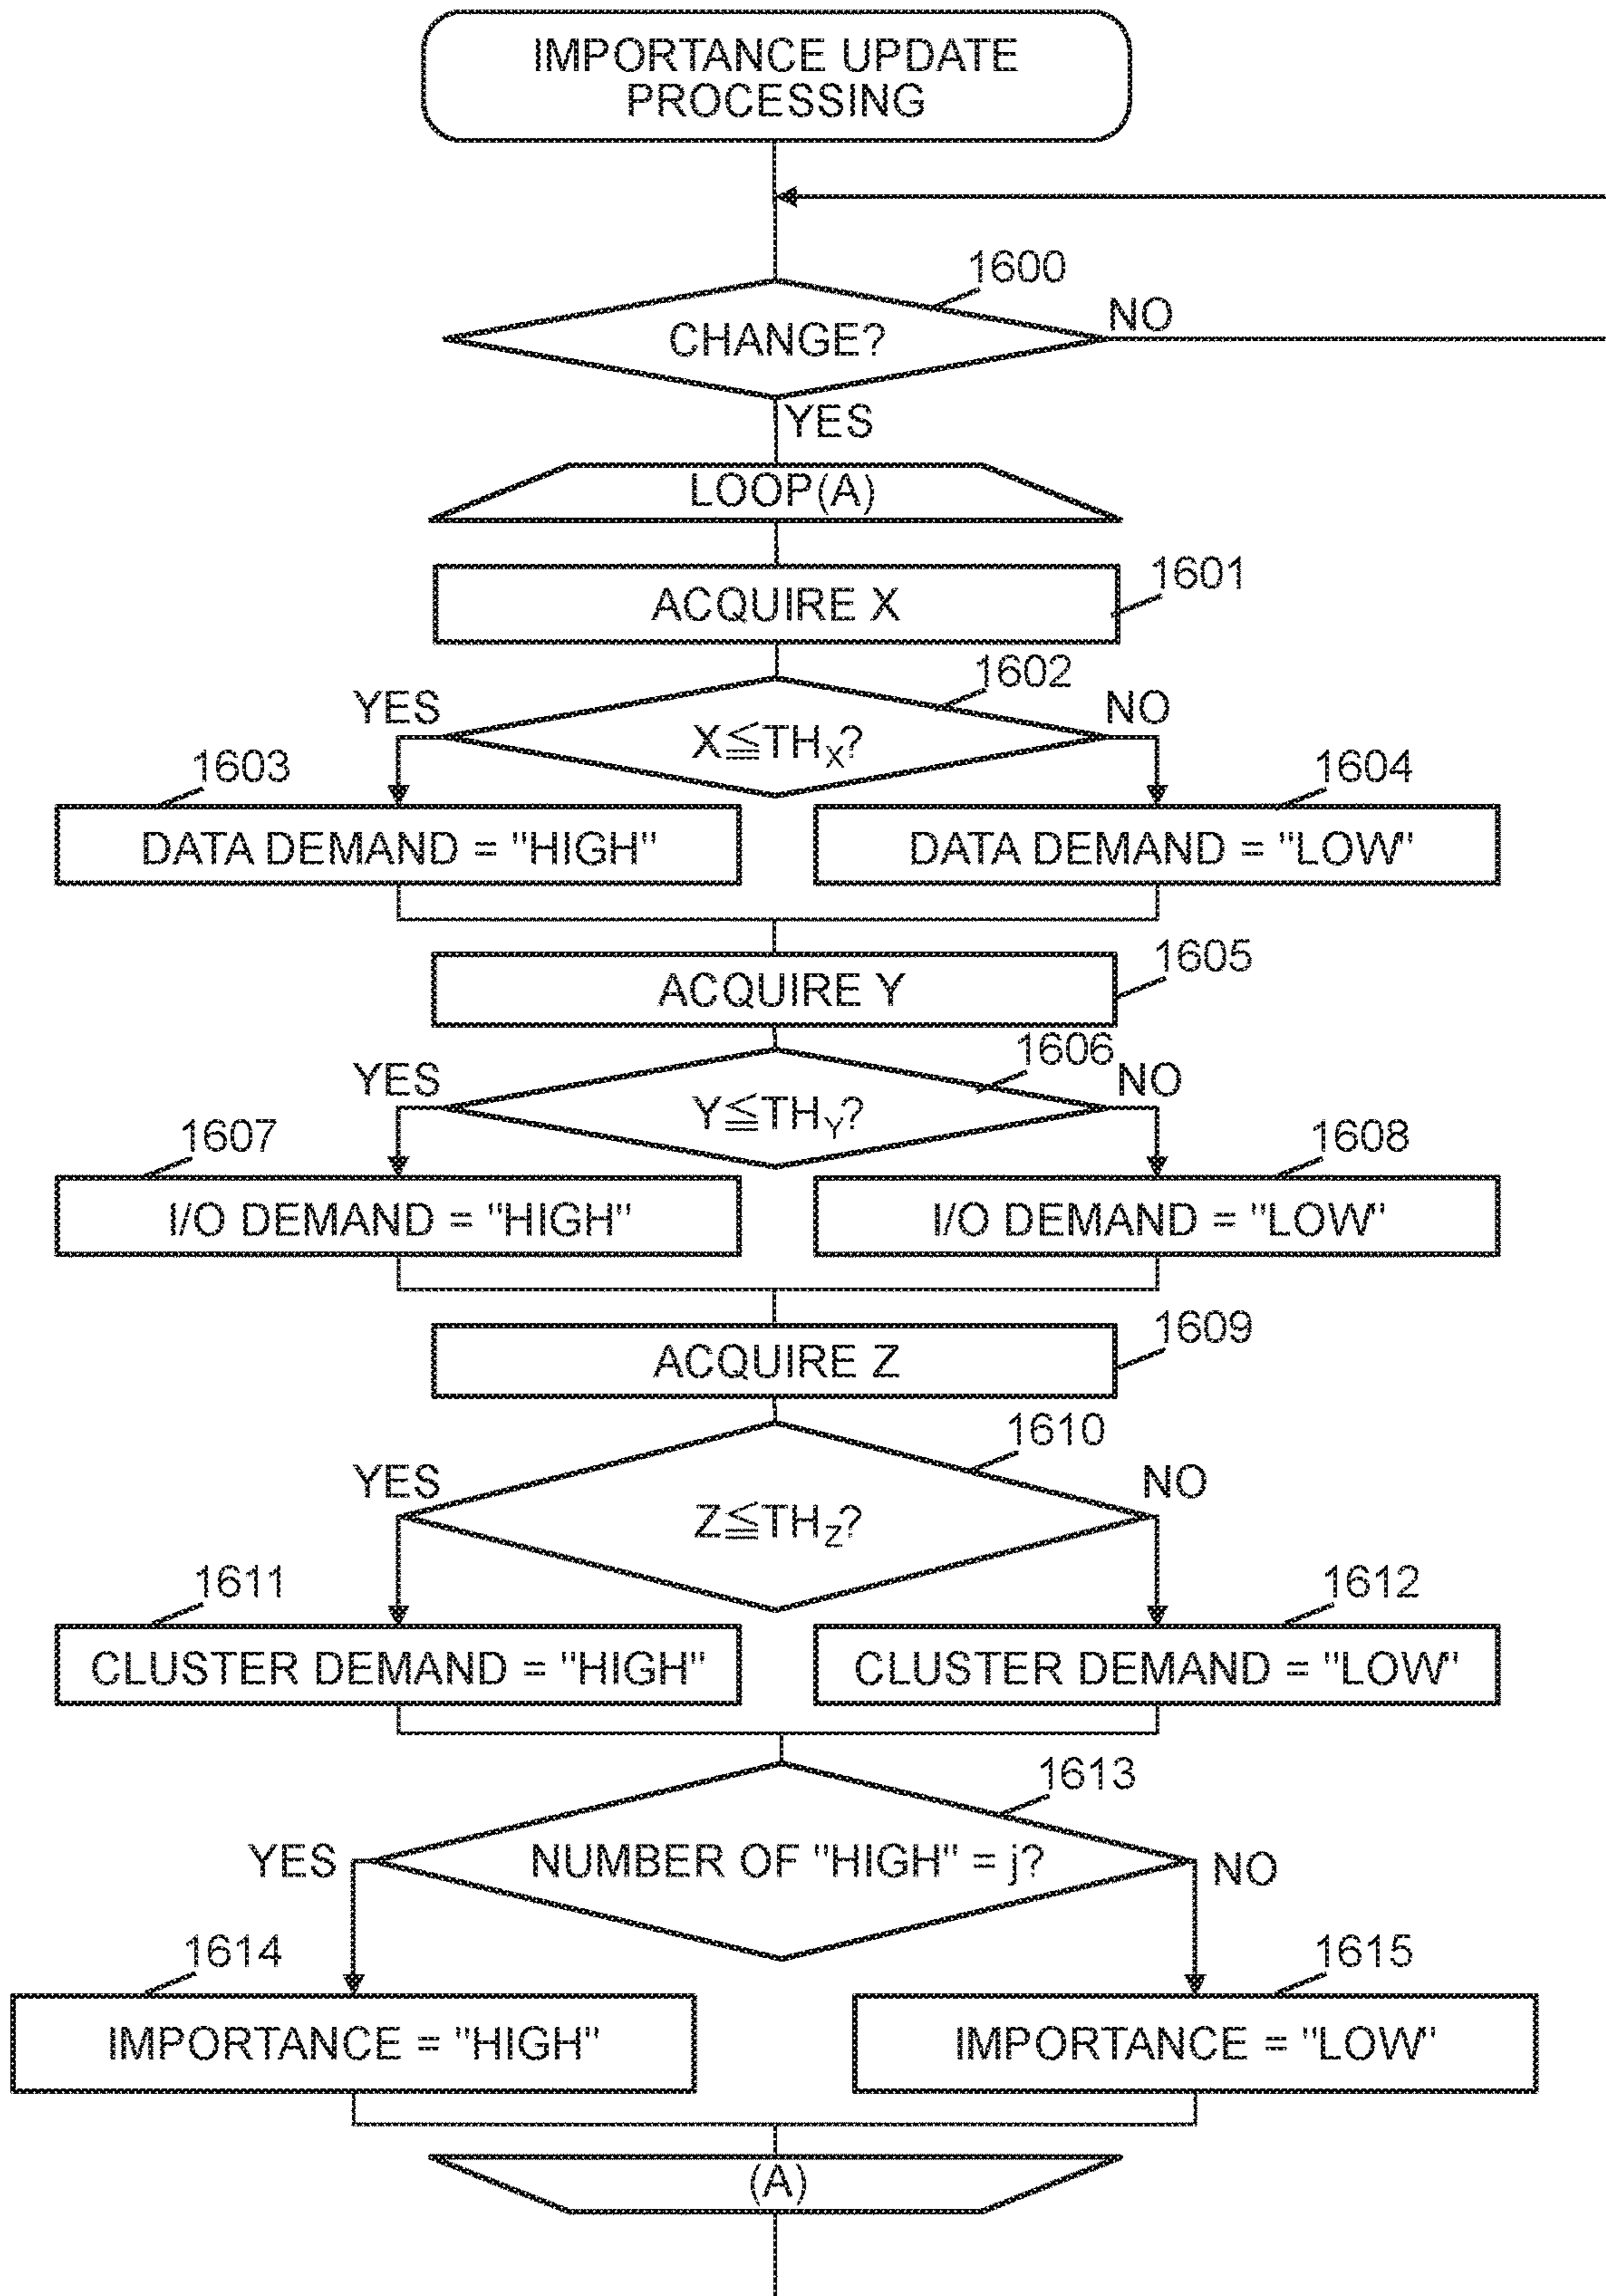 IMPORTANCE UPDATE
PROCESSING
1600
CHANGE?
NO
YES
LOOP(A)
ACQUIRE X
1601
1602
YES
NO
X≦THX?
1603
1604
DATA DEMAND = "HIGH"
DATA DEMAND = "LOW"
ACQUIRE Y
1605
1606
YES
NO
Y≦THY?
1607
1608
I/O DEMAND = "HIGH"
I/O DEMAND = "LOW"
ACQUIRE Z
1609
1610
YES
NO
Z≦THZ?
1611
1612
CLUSTER DEMAND = "HIGH"
CLUSTER DEMAND = "LOW"
1613
YES
NUMBER OF "HIGH" = j?
NO
1614
1615
IMPORTANCE = "HIGH"
IMPORTANCE = "LOW"
(A)